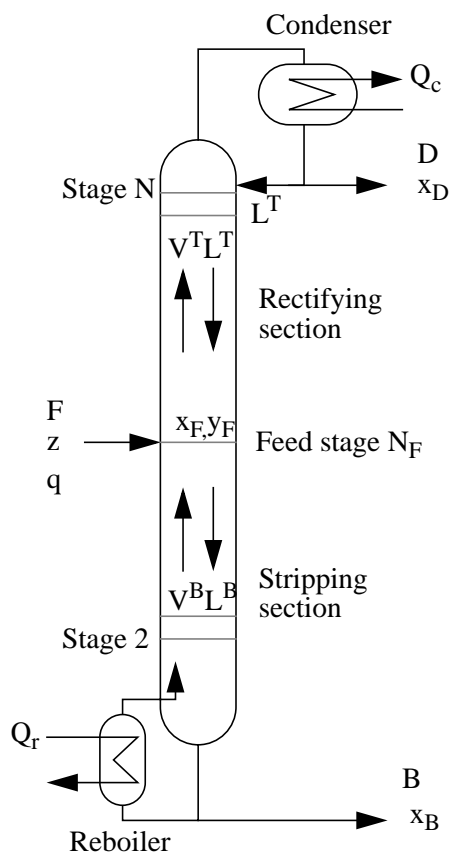 Condenser
Q_c
D
x_D
Stage N
L^T
V^T L^T
Rectifying
section
F
z
q
x_F,y_F
Feed stage N_F
V^B L^B
Stripping
section
Stage 2
Q_r
B
x_B
Reboiler